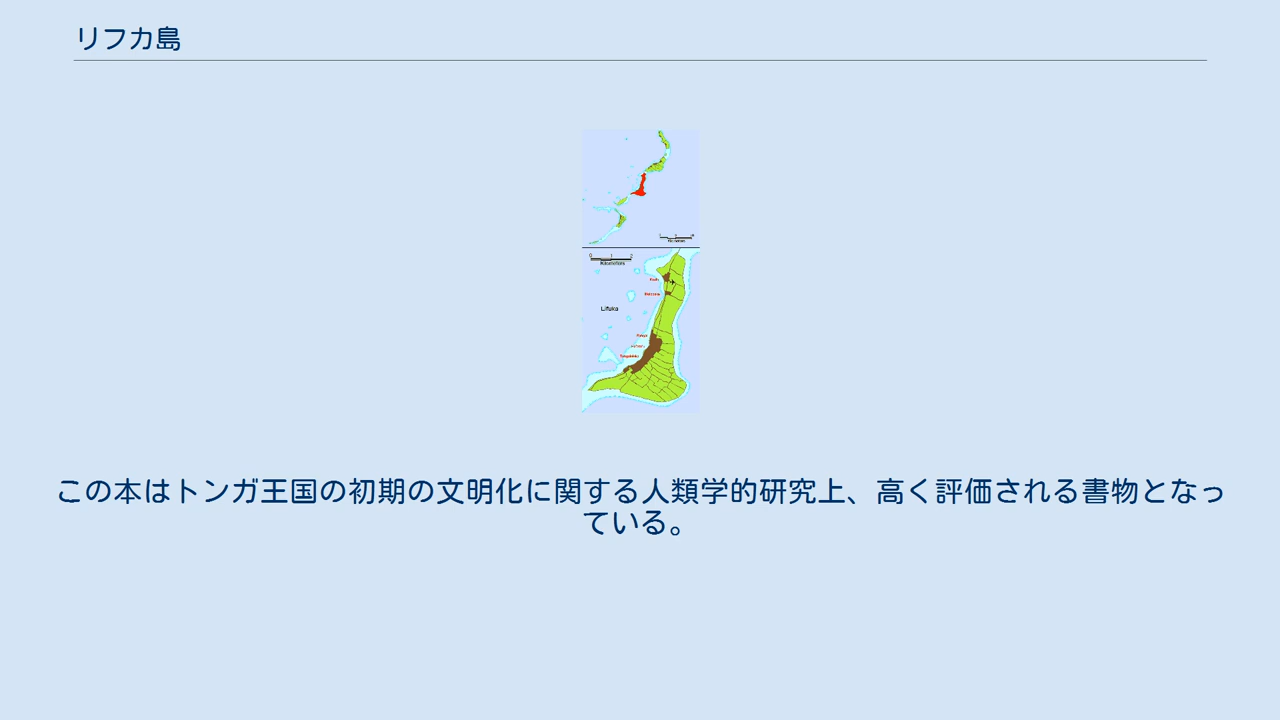 リフカ島
Lifuka
この本はトンガ王国の初期の文明化に関する人類学的研究上、高く評価される書物となっ
ている。